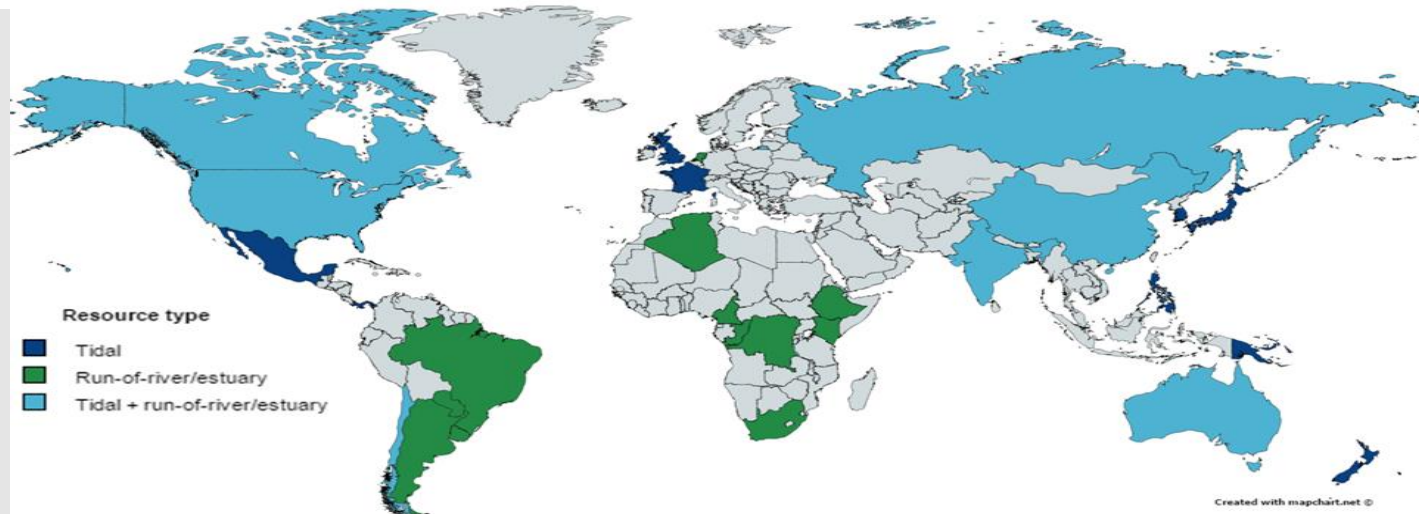 Resource type
Tidal
Run-of-river/estuary
Tidal + run-of-river/estuary
Created with mapchart.net ©